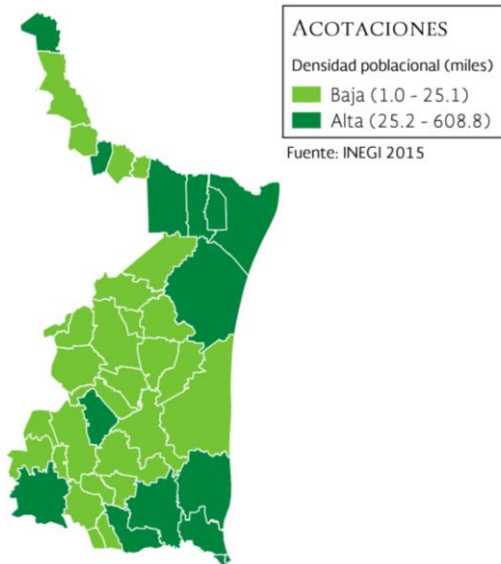 ACOTACIONES
Densidad poblacional (miles)
Baja (1.0 - 25.1)
Alta (25.2 - 608.8)
Fuente: INEGI 2015